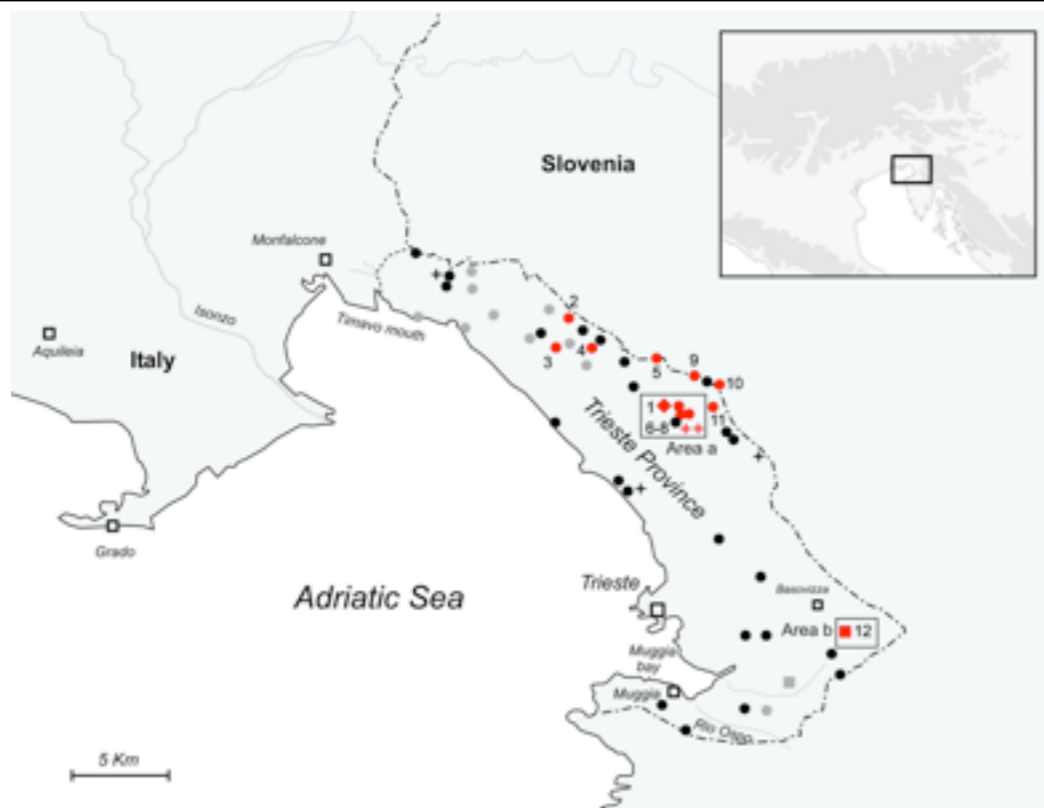 Slovenia
Monfalcone
Isonzo
Timavo mouth
Aquileia
Italy
2
3
4
5
9
10
1
11
6-8
Area a
Trieste Province
Grado
Adriatic Sea
Trieste
Basovizza
Area b
12
Muggia
bay
Muggia
Rio Ospo
5 Km